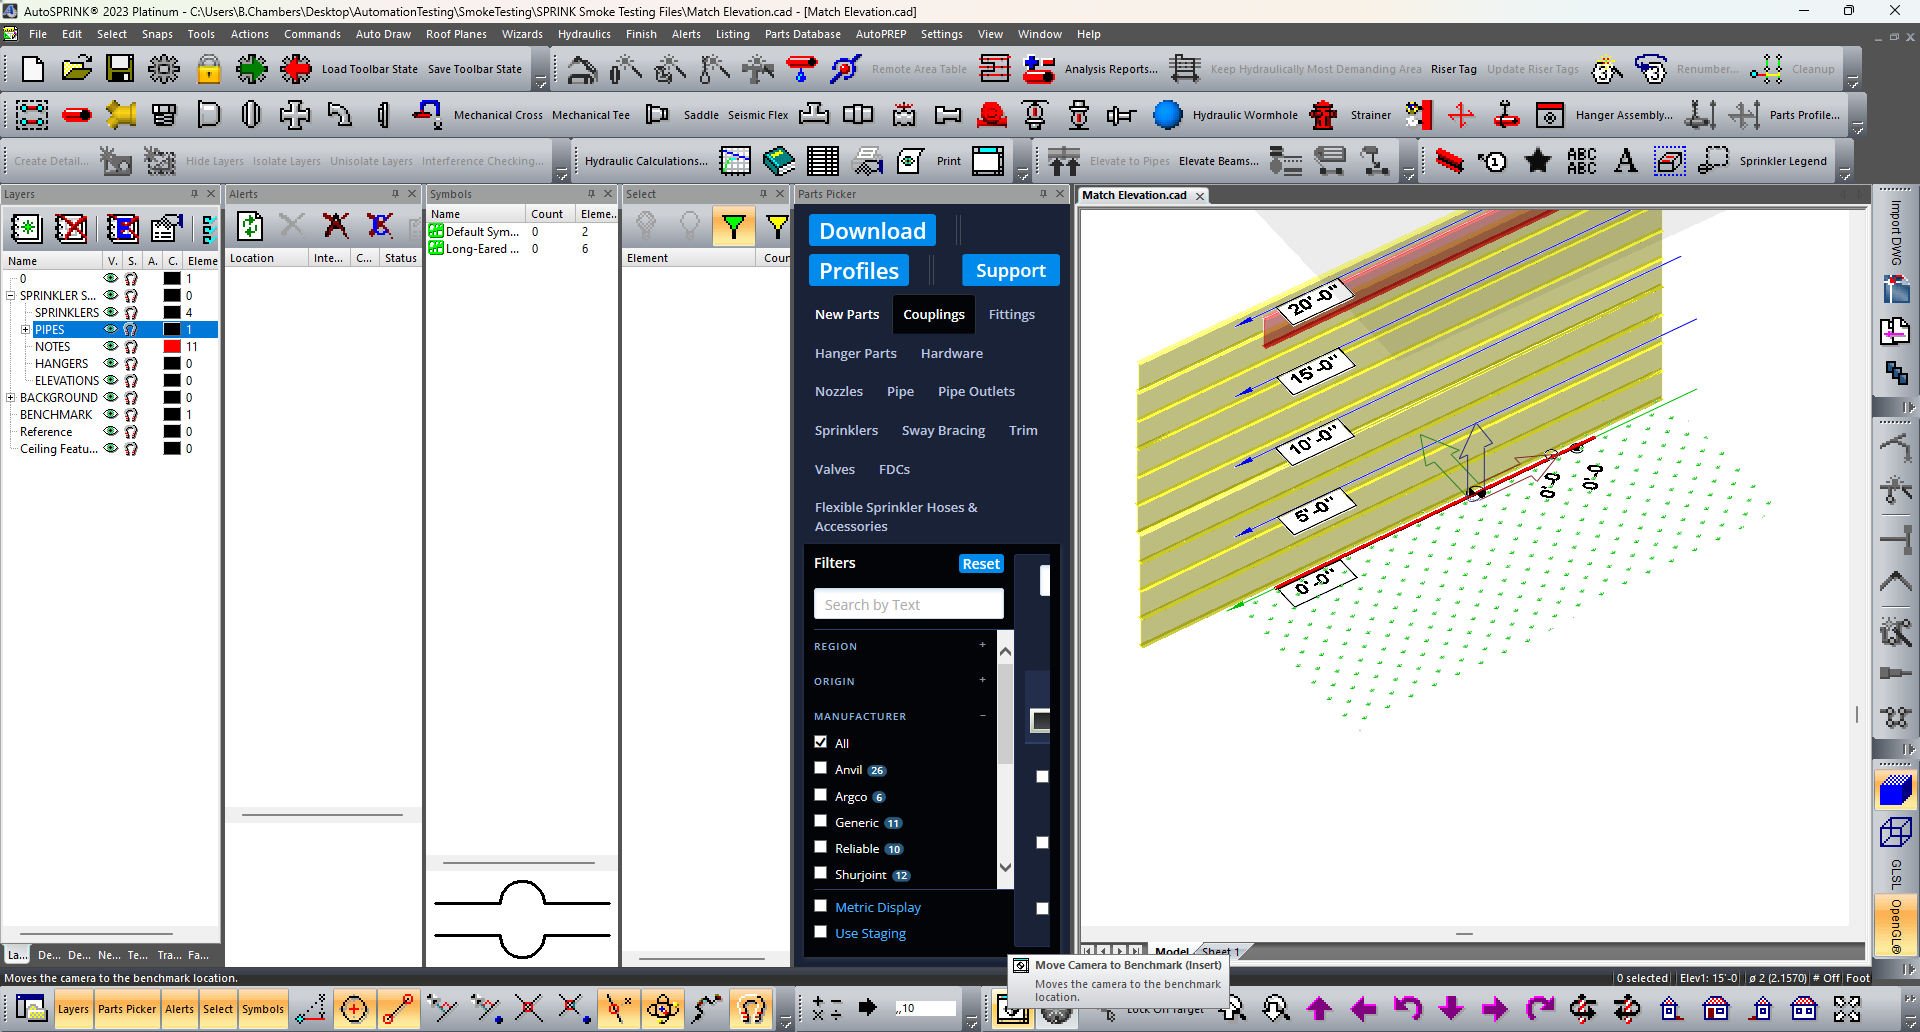 AutoSPRINK® 2023 Platinum - C:\Users\B.Chambers\Desktop\AutomationTesting\SmokeTesting\SPRINK Smoke Testing Files\Match Elevation.cad - [Match Elevation.cad]
File Edit Select Snaps Tools Actions Commands Auto Draw Roof Planes Wizards Hydraulics Finish Alerts Listing Parts Database AutoPREP Settings View Window Help
Load Toolbar State Save Toolbar State Remote Area Table Analysis Reports... Keep Hydraulically Most Demanding Area Riser Tag Update Riser Tags Renumber... Cleanup
Mechanical Cross Mechanical Tee Saddle Seismic Flex Hydraulic Wormhole Strainer Hanger Assembly... Parts Profile...
Create Detail... Hide Layers Isolate Layers Unisolate Layers Interference Checking... Hydraulic Calculations... Print Elevate to Pipes Elevate Beams... ABC ABC A Sprinkler Legend
Layers
Name V. S. A. C. Eleme
0 1
SPRINKLER S... 0
SPRINKLERS 4
PIPES 1
NOTES 11
HANGERS 0
ELEVATIONS 0
BACKGROUND 0
BENCHMARK 1
Reference 0
Ceiling Featu... 0
La... De... De... Ne... Te... Tra... Fa...
Alerts
Location Inte... C... Status
Symbols
Name Count Eleme...
Default Sym... 0 2
Long-Eared ... 0 6
Select
Element Coun
Parts Picker
Download
Profiles Support
New Parts Couplings Fittings
Hanger Parts Hardware
Nozzles Pipe Pipe Outlets
Sprinklers Sway Bracing Trim
Valves FDCs
Flexible Sprinkler Hoses &
Accessories
Filters Reset
Search by Text
REGION +
ORIGIN +
MANUFACTURER −
All
Anvil 26
Argco 6
Generic 11
Reliable 10
Shurjoint 12
Metric Display
Use Staging
Match Elevation.cad
20'-0"
15'-0"
10'-0"
5'-0"
0'-0"
Model Sheet 1
Import DWG
GLSL
OpenGL®
Move Camera to Benchmark (Insert)
Moves the camera to the benchmark
location.
Moves the camera to the benchmark location.
0 selected Elev1: 15'-0 ø 2 (2.1570) # Off Foot
Layers Parts Picker Alerts Select Symbols ,,10 Lock On Target